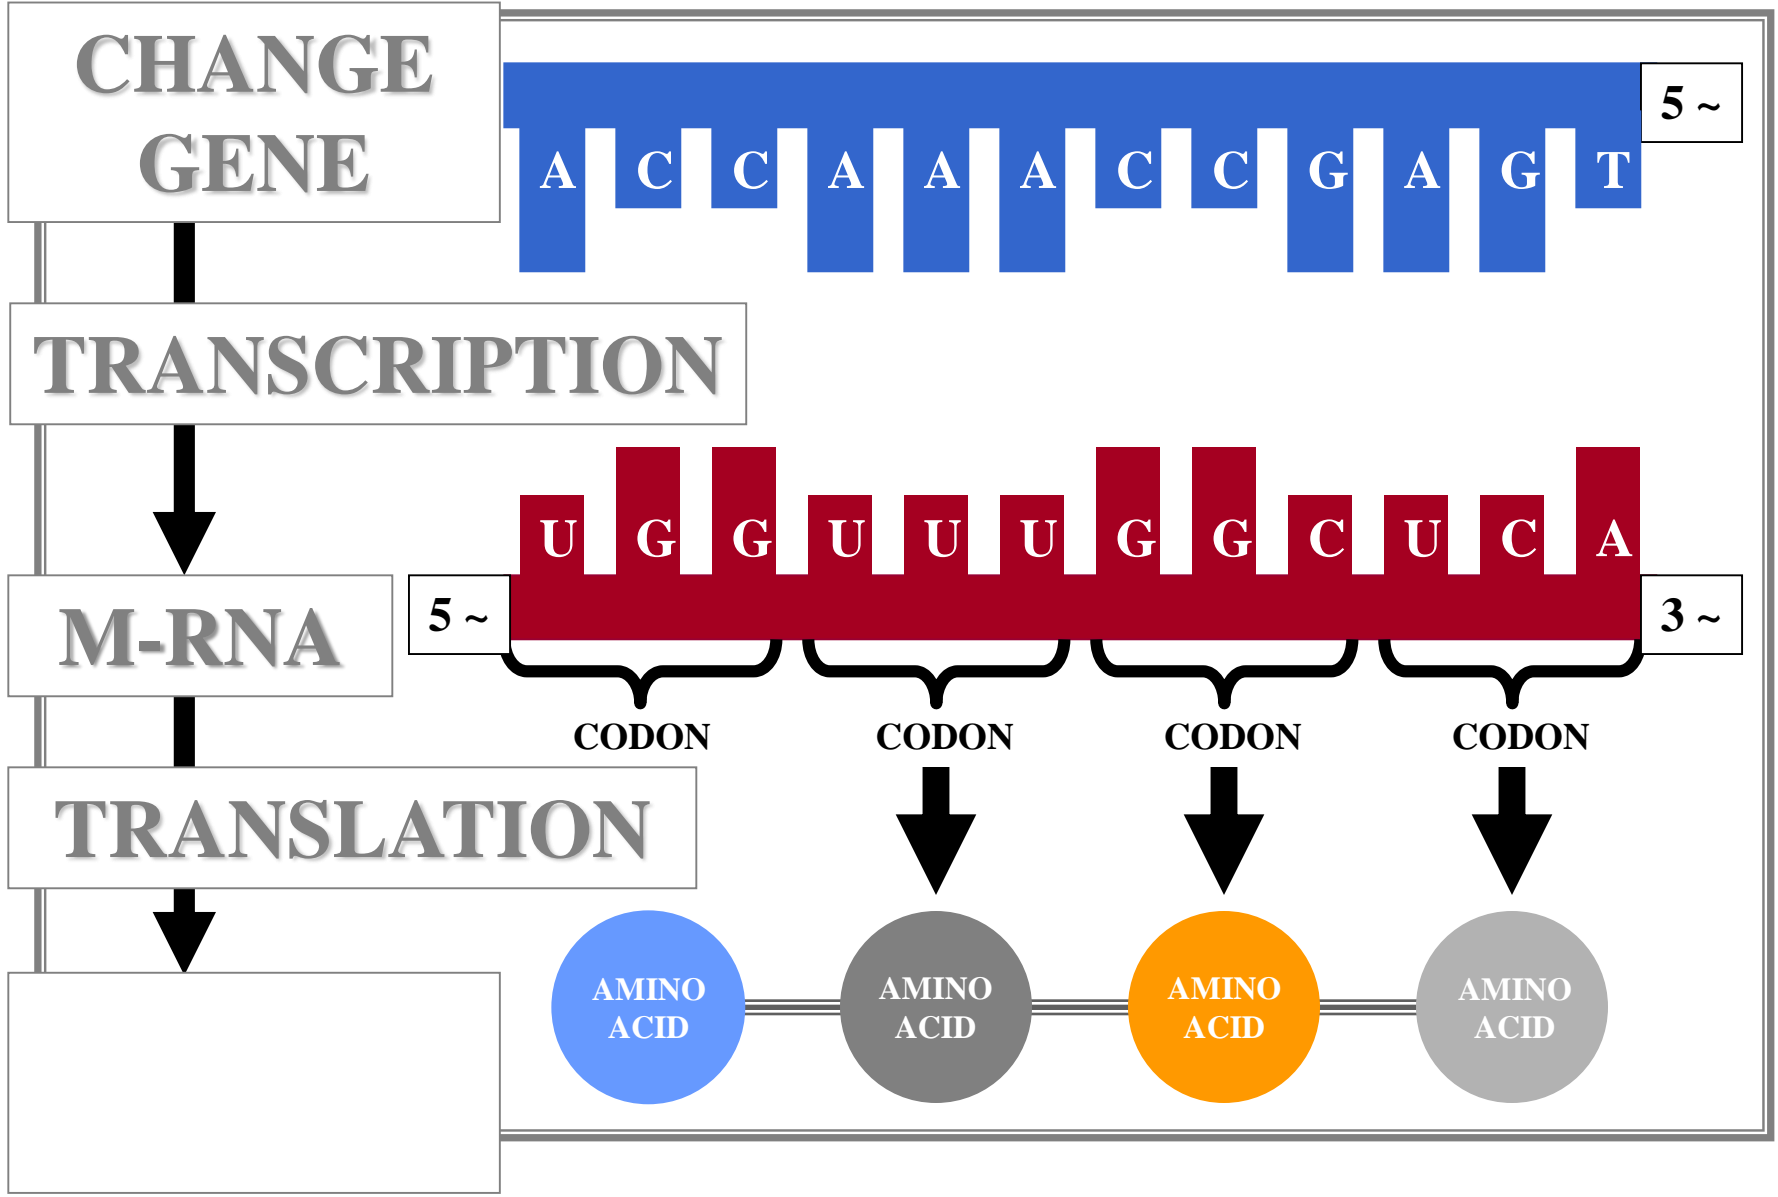 CHANGE
GENE
5 ~
A C C A A A C C G A G T
TRANSCRIPTION
U G G U U U G G C U C A
5 ~
3 ~
M-RNA
CODON CODON CODON CODON
TRANSLATION
AMINO
ACID
AMINO
ACID
AMINO
ACID
AMINO
ACID